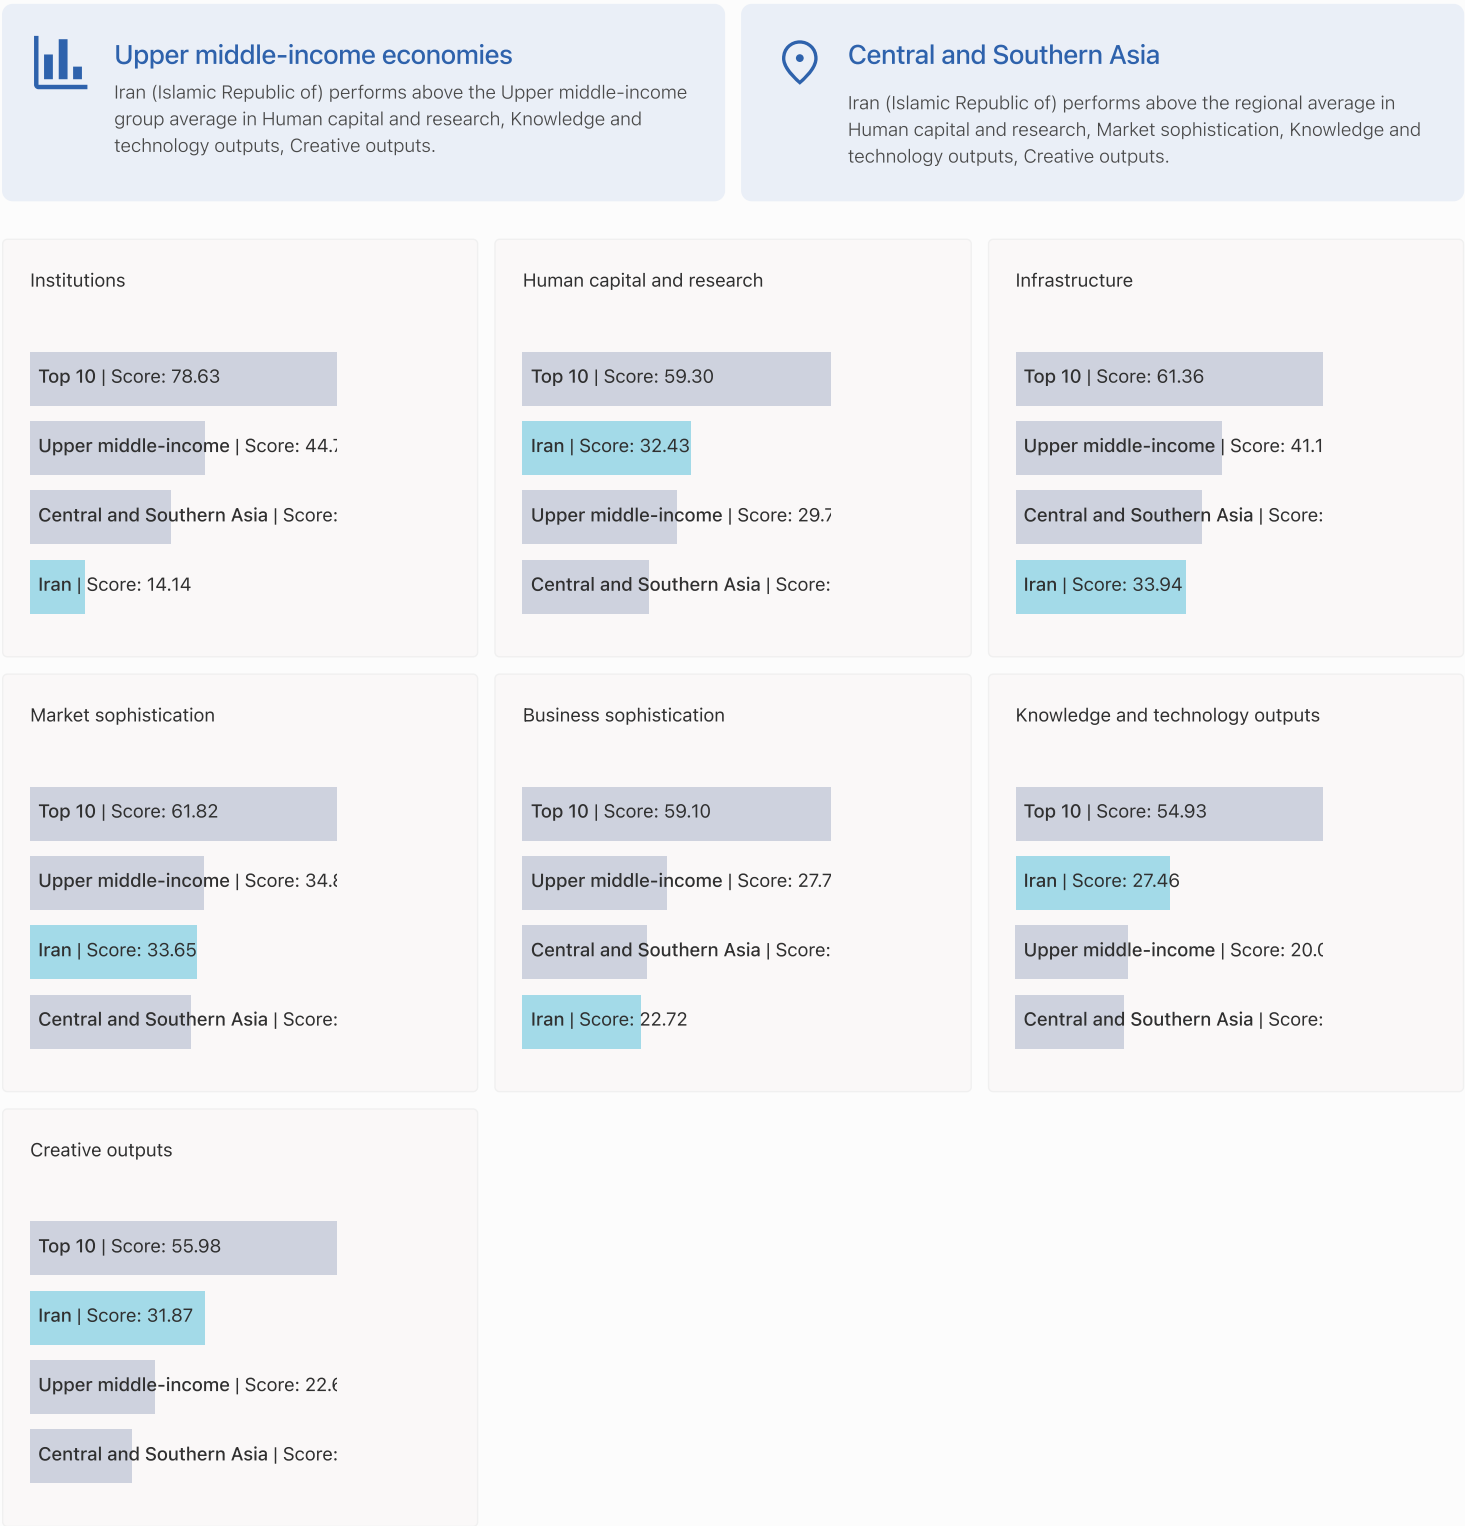 Upper middle-income economies
Iran (Islamic Republic of) performs above the Upper middle-income
group average in Human capital and research, Knowledge and
technology outputs, Creative outputs.
Central and Southern Asia
Iran (Islamic Republic of) performs above the regional average in
Human capital and research, Market sophistication, Knowledge and
technology outputs, Creative outputs.
Institutions
Top 10 | Score: 78.63
Upper middle-income | Score: 44.
Central and Southern Asia | Score:
Iran | Score: 14.14
Human capital and research
Top 10 | Score: 59.30
Iran | Score: 32.43
Upper middle-income | Score: 29.7
Central and Southern Asia | Score:
Infrastructure
Top 10 | Score: 61.36
Upper middle-income | Score: 41.1
Central and Southern Asia | Score:
Iran | Score: 33.94
Market sophistication
Top 10 | Score: 61.82
Upper middle-income | Score: 34.8
Iran | Score: 33.65
Central and Southern Asia | Score:
Business sophistication
Top 10 | Score: 59.10
Upper middle-income | Score: 27.7
Central and Southern Asia | Score:
Iran | Score: 22.72
Knowledge and technology outputs
Top 10 | Score: 54.93
Iran | Score: 27.46
Upper middle-income | Score: 20.0
Central and Southern Asia | Score:
Creative outputs
Top 10 | Score: 55.98
Iran | Score: 31.87
Upper middle-income | Score: 22.6
Central and Southern Asia | Score: